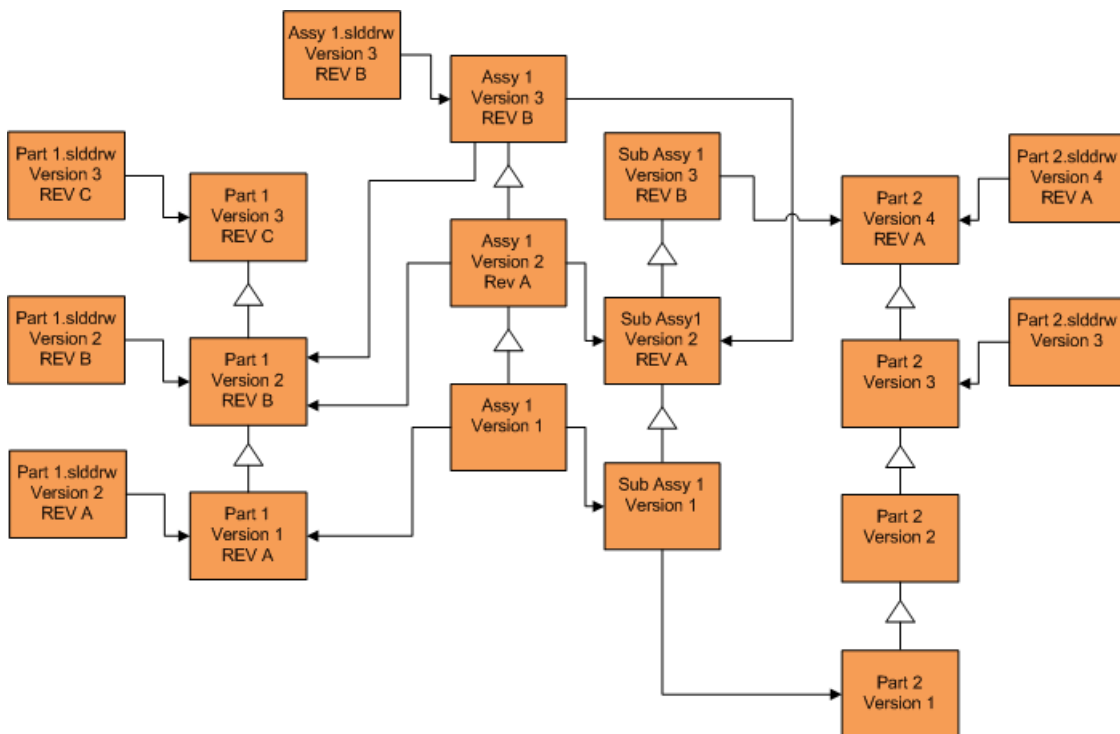 Assy 1.slddrw
Version 3
REV B
Assy 1
Version 3
REV B
Part 1.slddrw
Version 3
REV C
Part 1
Version 3
REV C
Sub Assy 1
Version 3
REV B
Part 2
Version 4
REV A
Part 2.slddrw
Version 4
REV A
Assy 1
Version 2
Rev A
Part 1.slddrw
Version 2
REV B
Part 1
Version 2
REV B
Sub Assy1
Version 2
REV A
Part 2
Version 3
Part 2.slddrw
Version 3
Assy 1
Version 1
Part 1.slddrw
Version 2
REV A
Part 1
Version 1
REV A
Sub Assy 1
Version 1
Part 2
Version 2
Part 2
Version 1